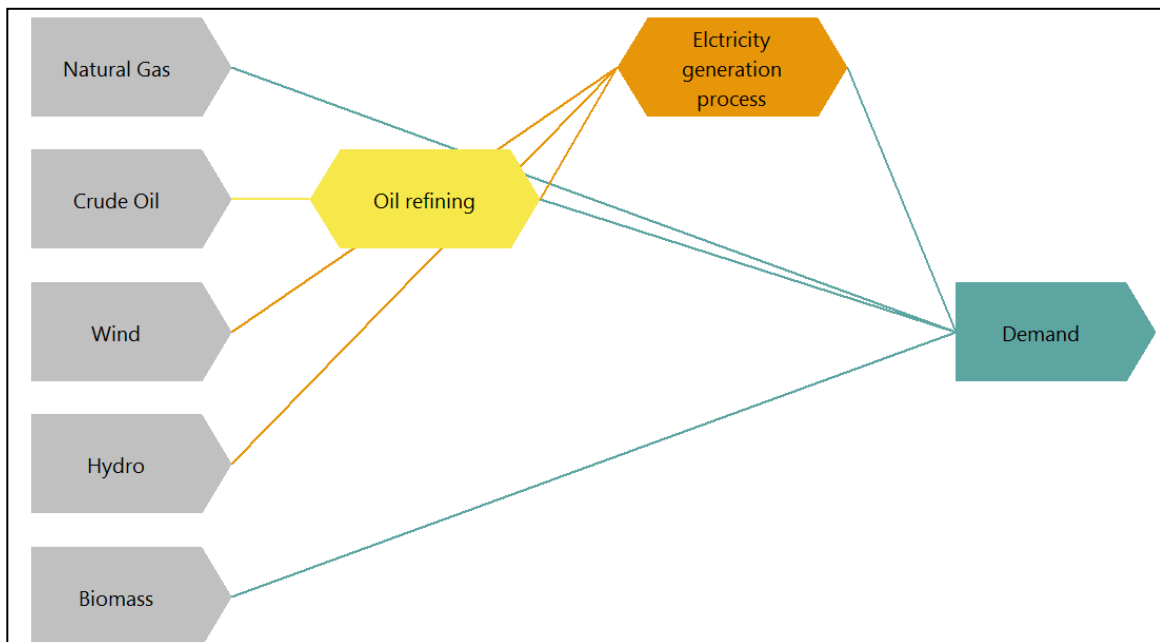 Natural Gas
Elctricity
generation
process
Crude Oil
Oil refining
Wind
Demand
Hydro
Biomass